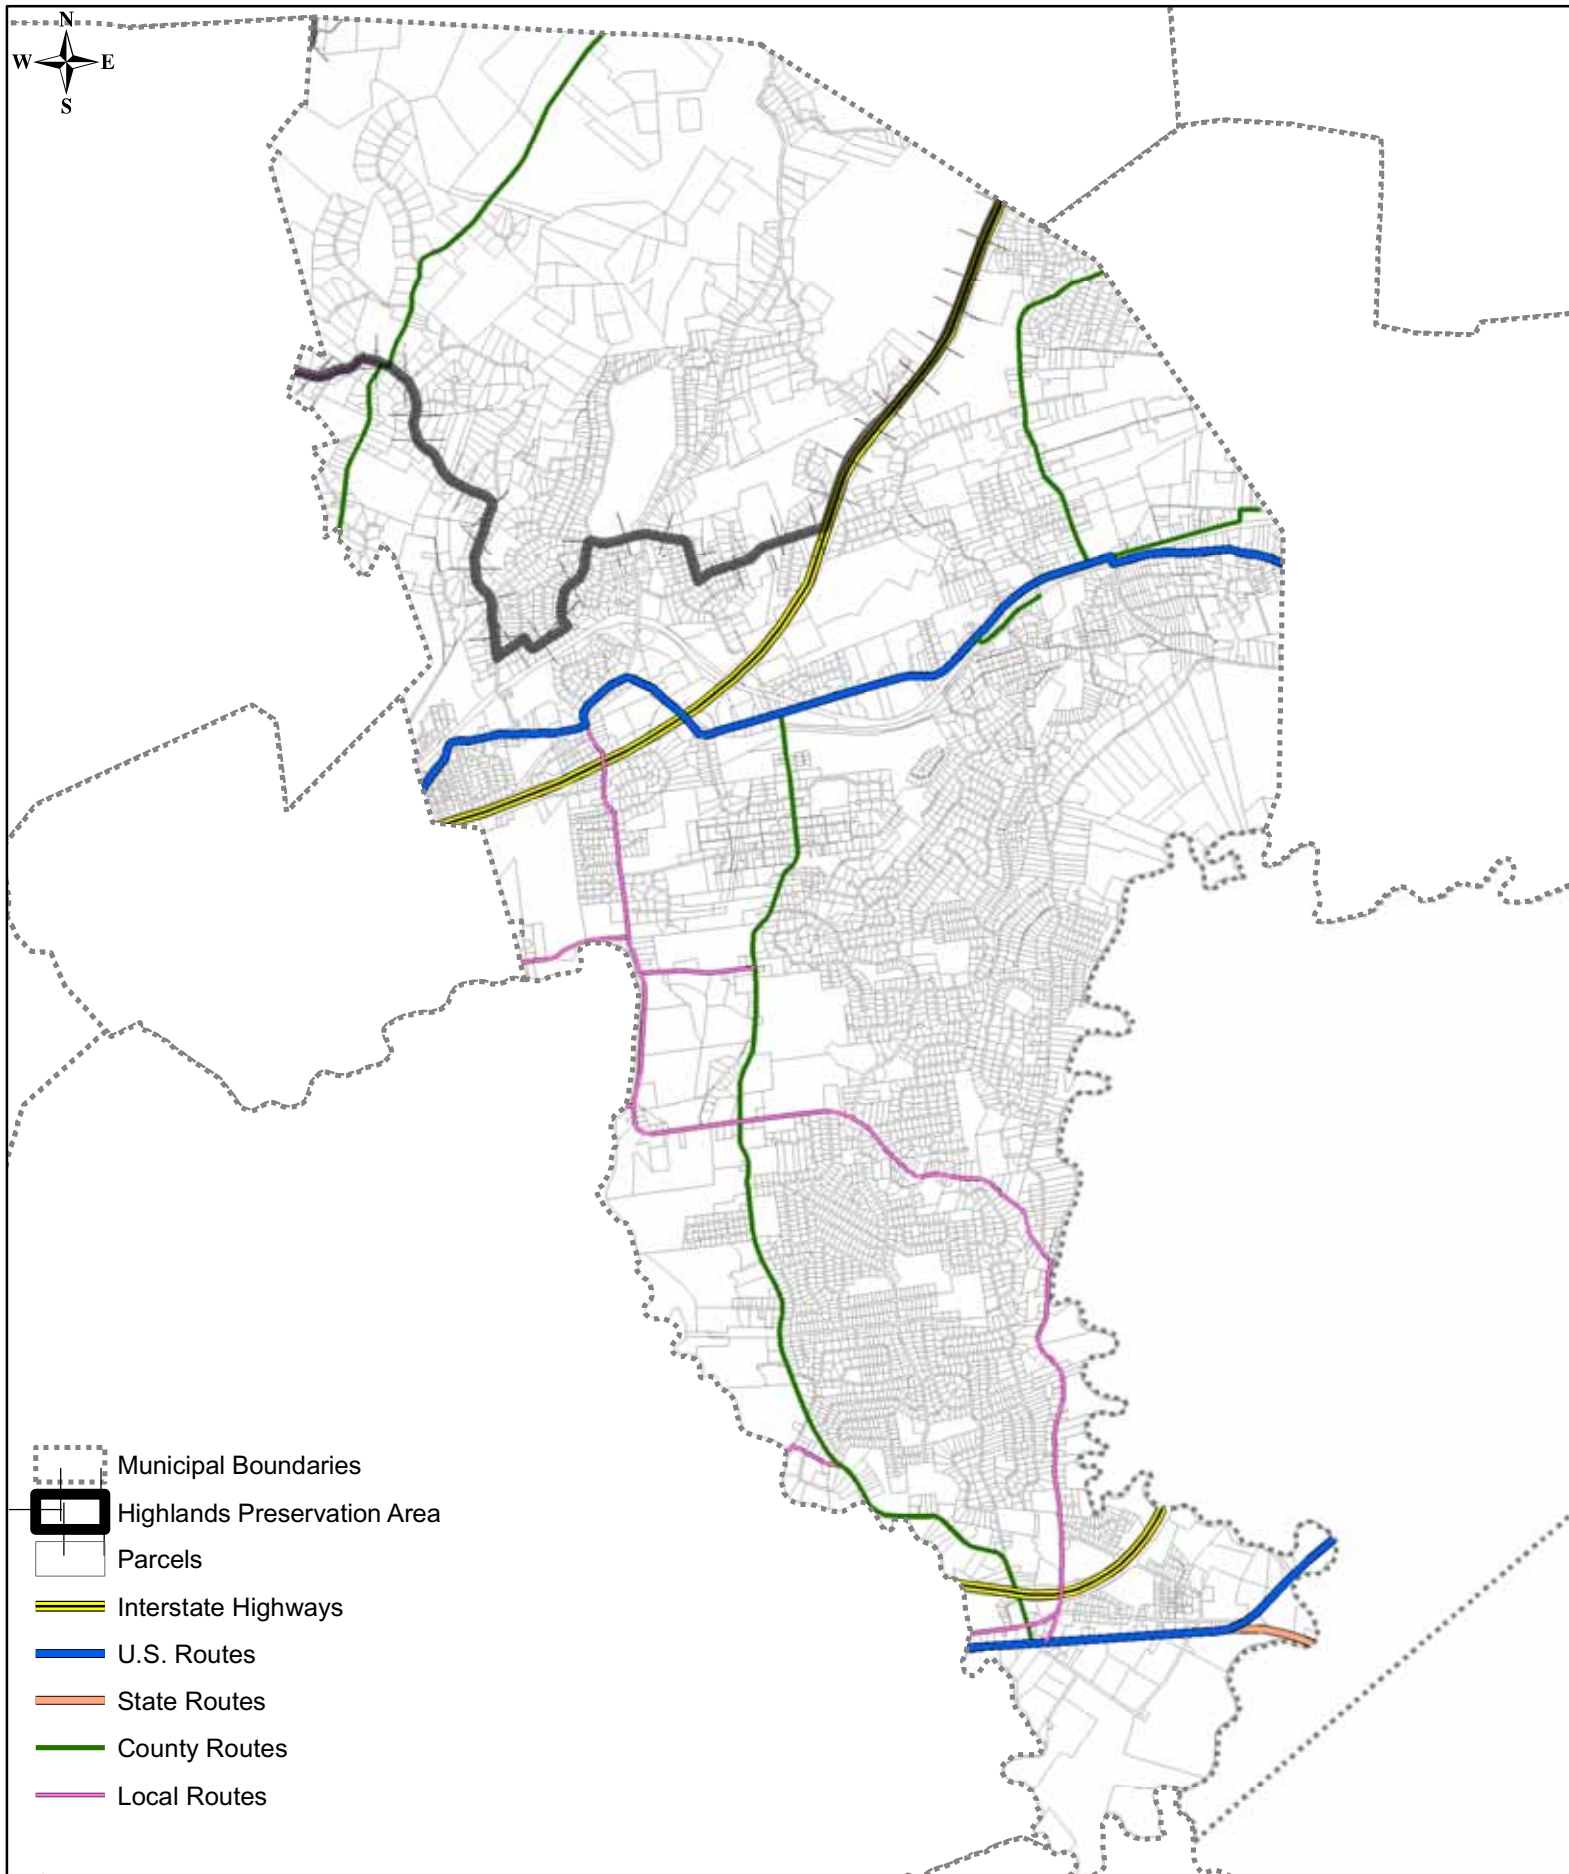 N
W E
S
Municipal Boundaries
Highlands Preservation Area
Parcels
Interstate Highways
U.S. Routes
State Routes
County Routes
Local Routes